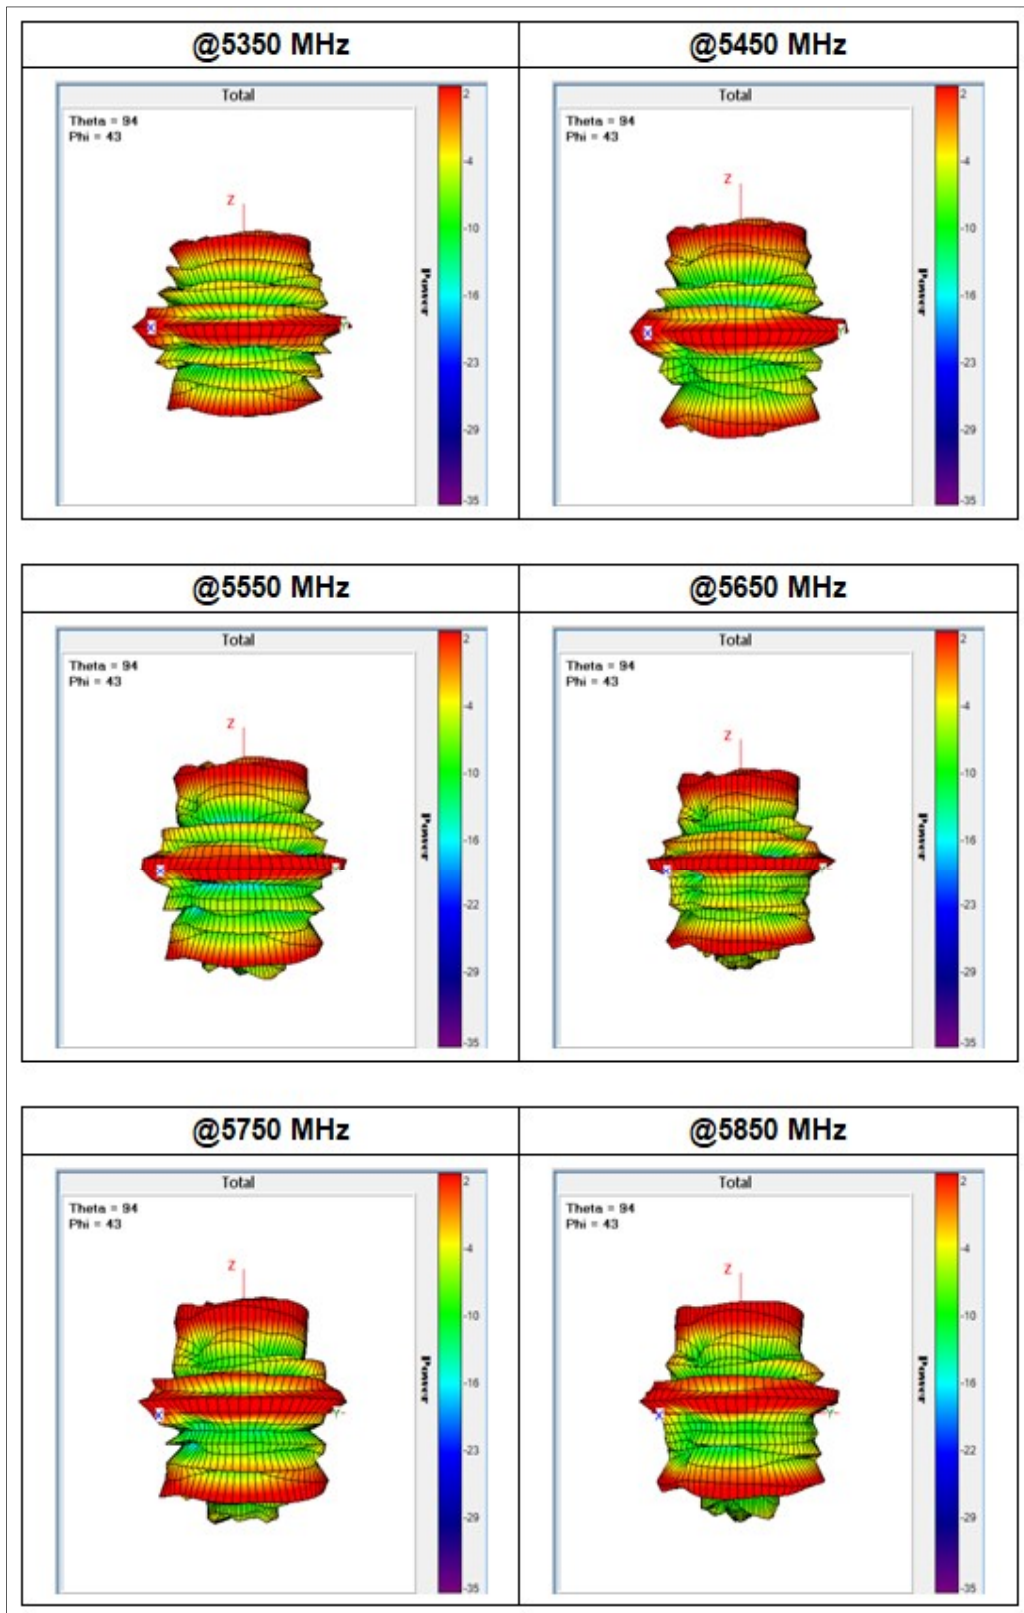 @5350 MHz
@5450 MHz
Total
Theta = 94
Phi = 43
Z
X
Y
Power
2
-4
-10
-16
-23
-29
-35
Total
Theta = 94
Phi = 43
Z
X
Y
Power
2
-4
-10
-16
-23
-29
-35
@5550 MHz
@5650 MHz
Total
Theta = 94
Phi = 43
Z
X
Power
2
-4
-10
-16
-22
-29
-35
Total
Theta = 94
Phi = 43
Z
X
Power
2
-4
-10
-16
-23
-29
-35
@5750 MHz
@5850 MHz
Total
Theta = 94
Phi = 43
Z
X
Y
Power
2
-4
-10
-16
-23
-29
-35
Total
Theta = 94
Phi = 43
Z
X
Y
Power
2
-4
-10
-16
-22
-29
-35